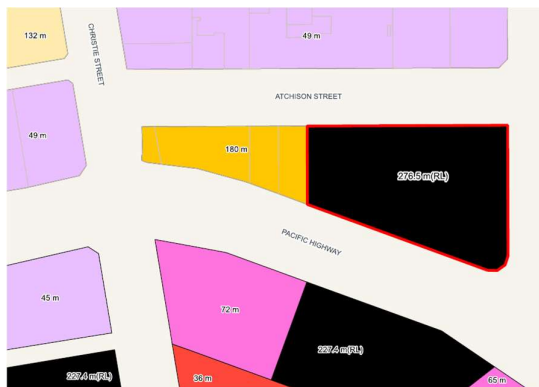 132 m
CHRISTIE STREET
49 m
ATCHISON STREET
49 m
180 m
276.5 m(RL)
PACIFIC HIGHWAY
45 m
72 m
227.4 m(RL)
227.4 m(RL)
36 m
65 m